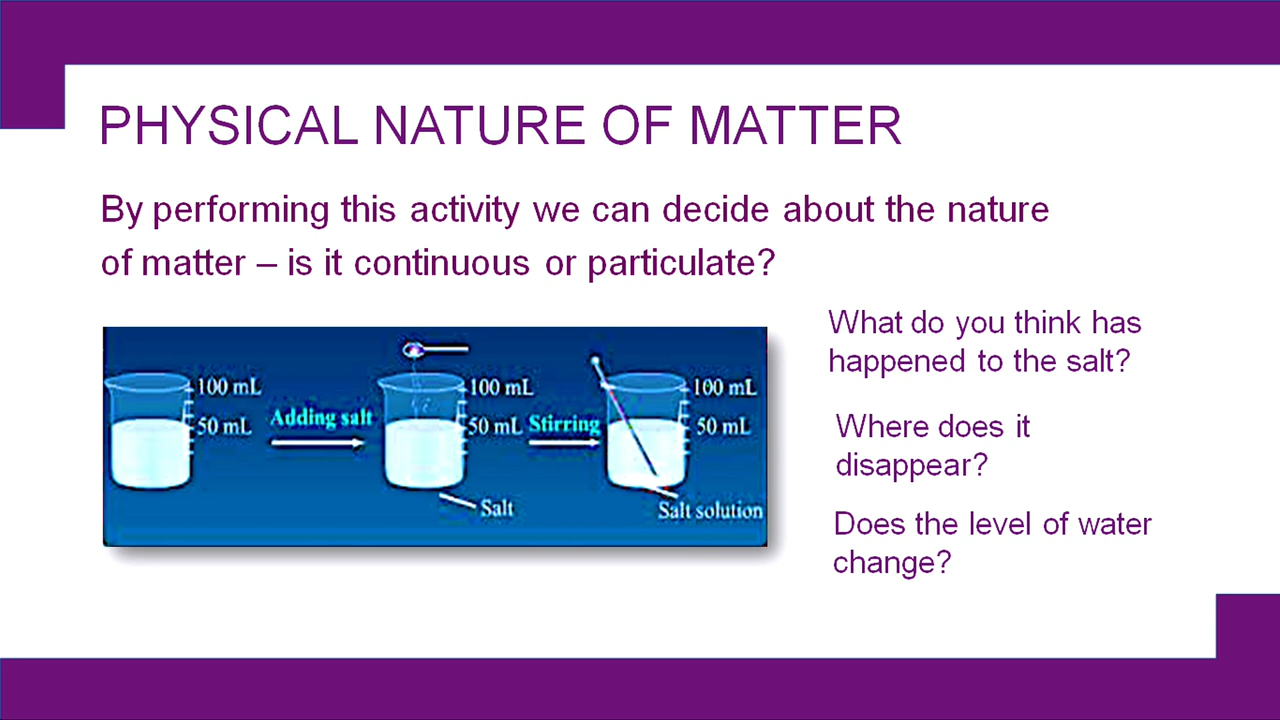 PHYSICAL NATURE OF MATTER
By performing this activity we can decide about the nature
of matter – is it continuous or particulate?
100 mL
50 mL
Adding salt
100 mL
50 mL
Salt
Stirring
100 mL
50 mL
Salt solution
What do you think has
happened to the salt?
Where does it
disappear?
Does the level of water
change?